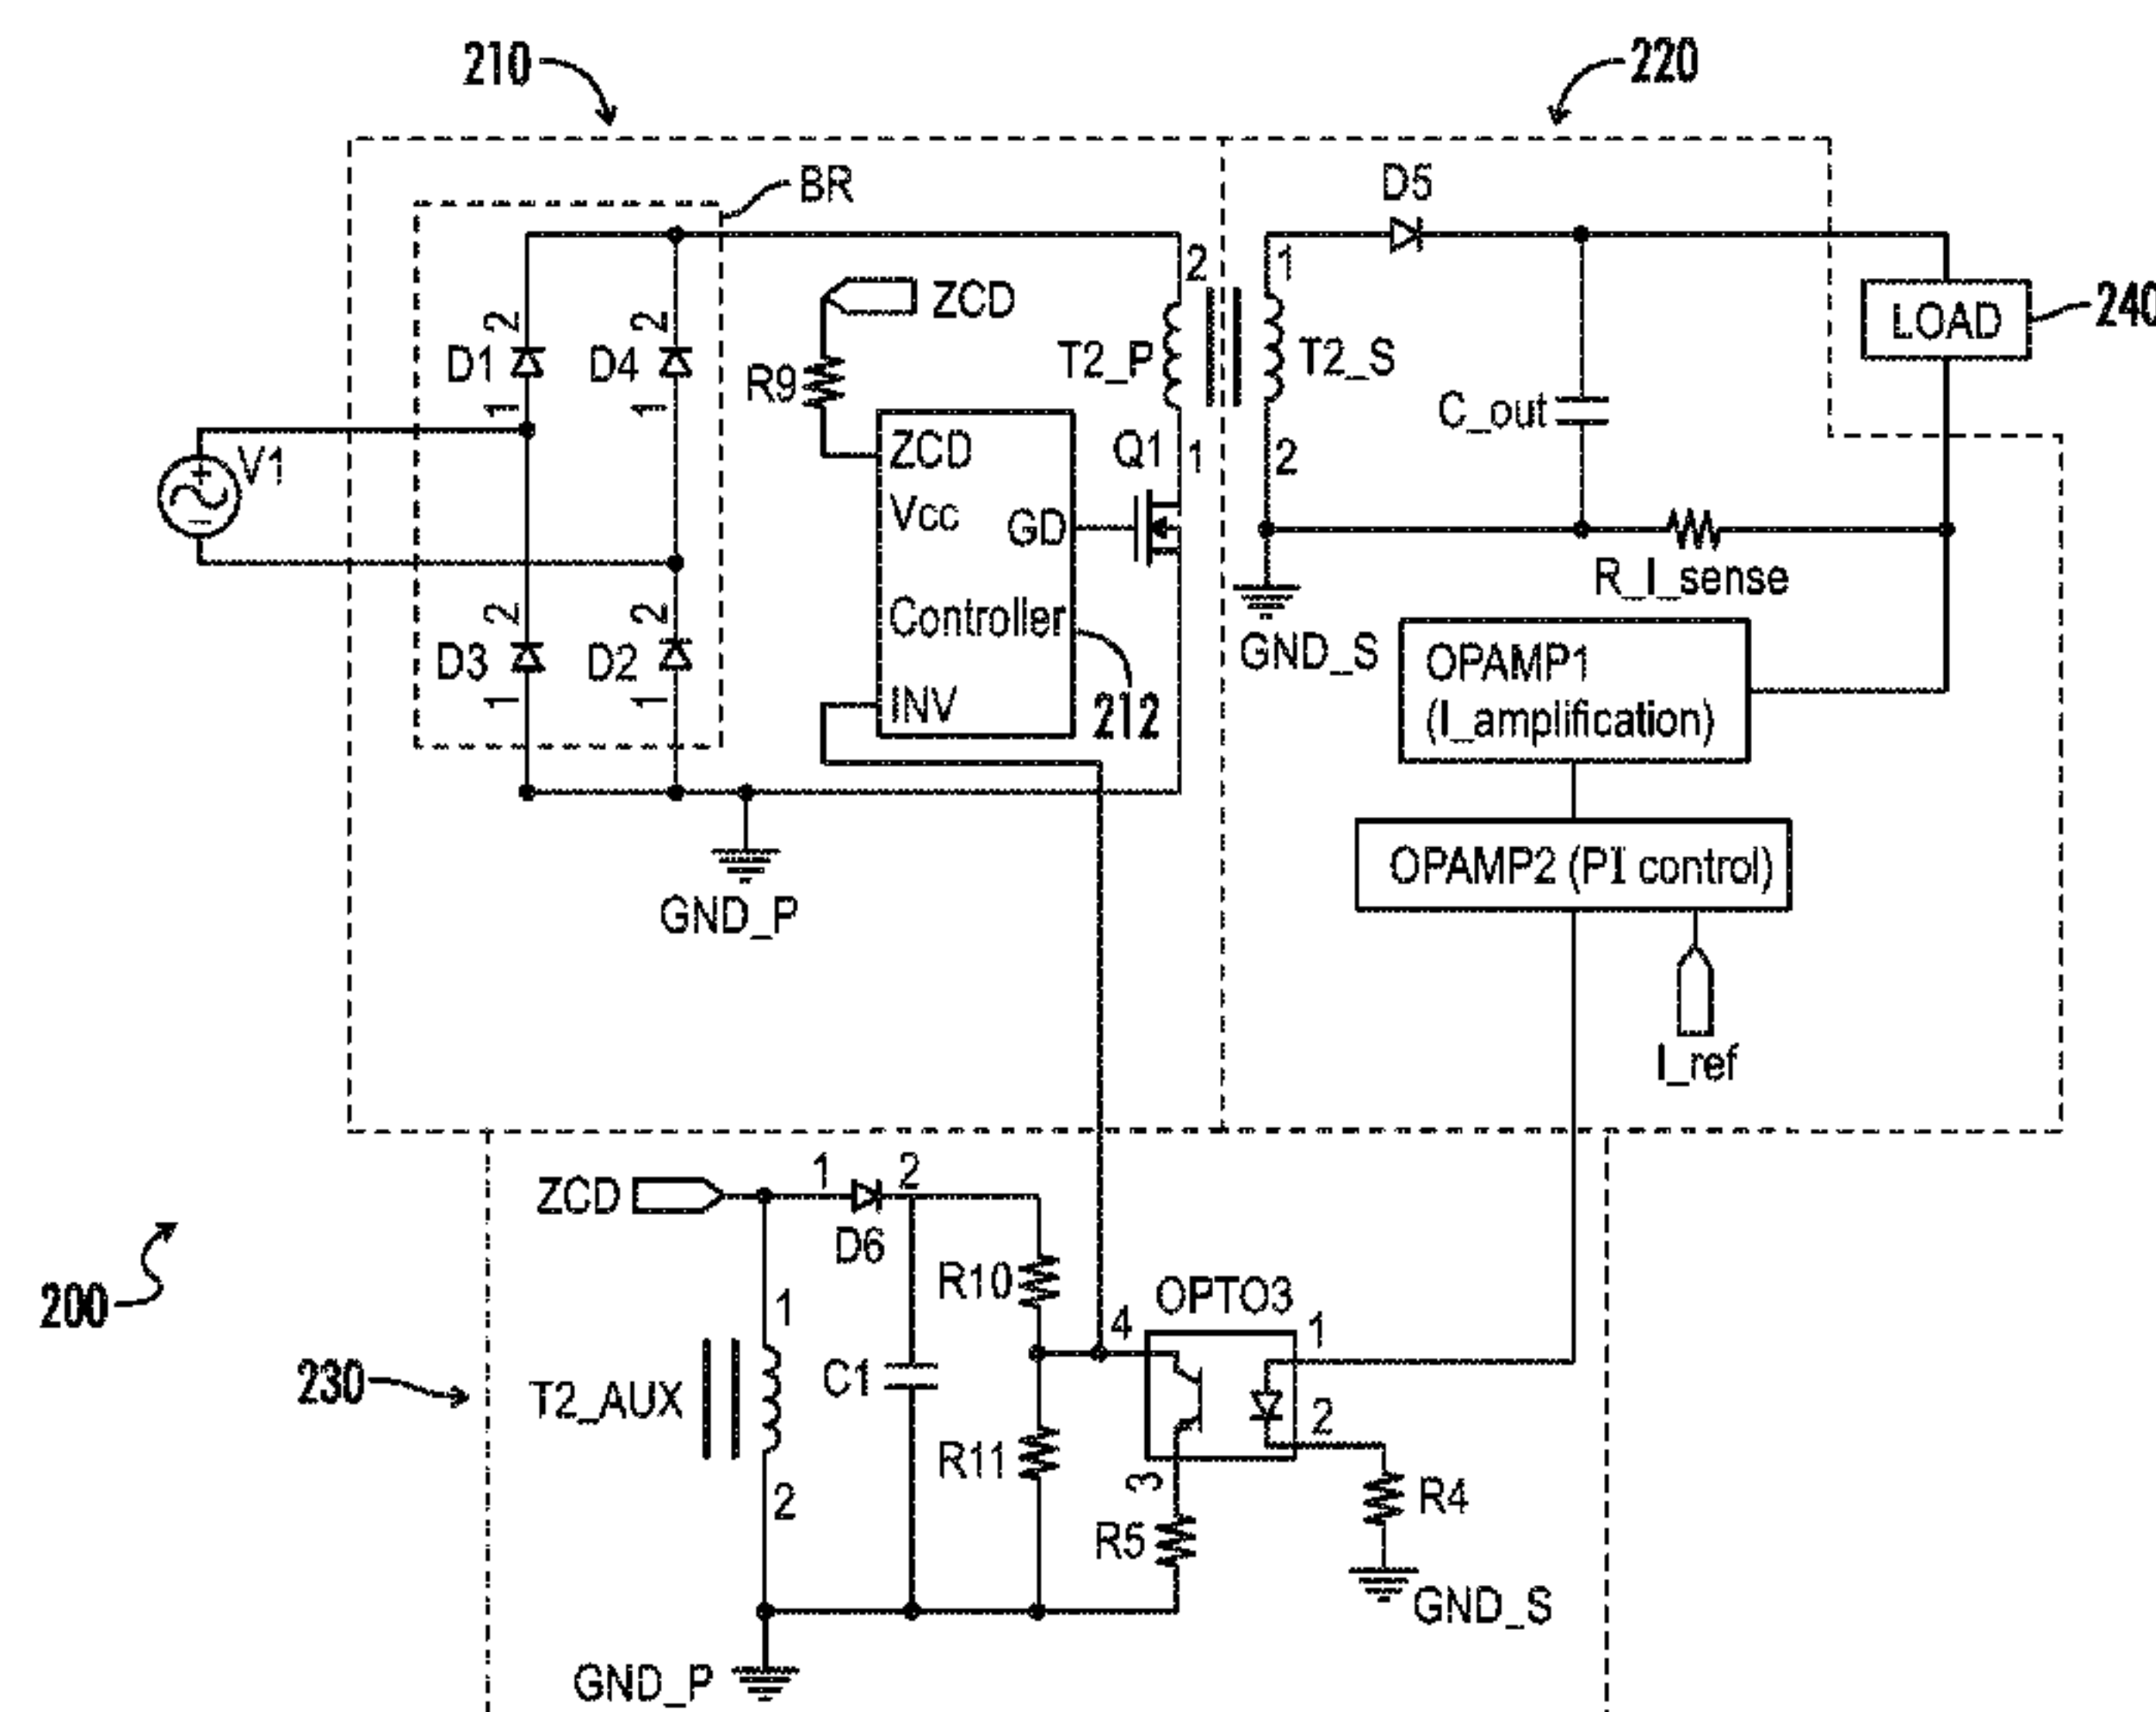 210
220
BR
D5
2
1
ZCD
LOAD
240
2
2
D1
D4
R9
T2_P
T2_S
1
1
C_out
V1
ZCD
Q1
1
2
Vcc
GD
R_I_sense
2
2
Controller
GND_S
D3
D2
OPAMP1
(I_amplification)
1
1
INV
212
OPAMP2 (PI control)
GND_P
I_ref
ZCD
1
2
D6
200
R10
OPTO3
1
4
1
230
T2_AUX
C1
2
R11
2
3
R4
R5
GND_S
GND_P